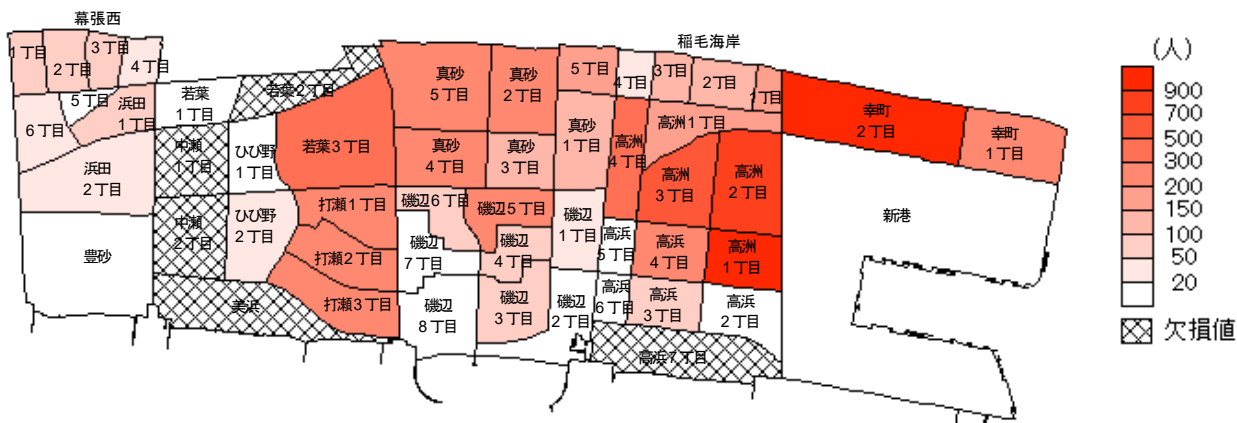 幕張西
1丁目
2丁目
3丁目
4丁目
5丁目
6丁目
浜田
1丁目
浜田
2丁目
豊砂
若葉
1丁目
若葉2丁目
若葉3丁目
中瀬
1丁目
中瀬
2丁目
ひび野
1丁目
ひび野
2丁目
美浜
打瀬1丁目
打瀬2丁目
打瀬3丁目
真砂
5丁目
真砂
2丁目
真砂
4丁目
真砂
3丁目
真砂
1丁目
磯辺6丁目
磯辺5丁目
磯辺
7丁目
磯辺
4丁目
磯辺
1丁目
磯辺
8丁目
磯辺
3丁目
磯辺
2丁目
稲毛海岸
5丁目
4丁目
3丁目
2丁目
1丁目
高洲1丁目
高洲
4丁目
高洲
3丁目
高洲
2丁目
高浜
5丁目
高浜
4丁目
高洲
1丁目
高浜
6丁目
高浜
3丁目
高浜
2丁目
高浜7丁目
幸町
2丁目
幸町
1丁目
新港
(人)
900
700
500
300
200
150
100
50
20
欠損値